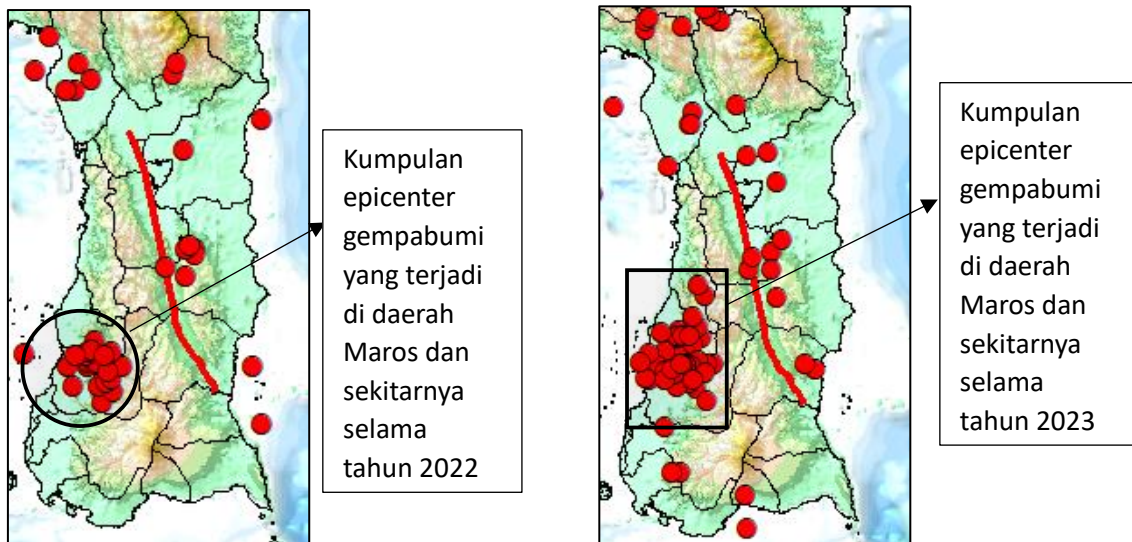 Kumpulan
epicenter
gempabumi
yang terjadi
di daerah
Maros dan
sekitarnya
selama
tahun 2022
Kumpulan
epicenter
gempabumi
yang terjadi
di daerah
Maros dan
sekitarnya
selama
tahun 2023